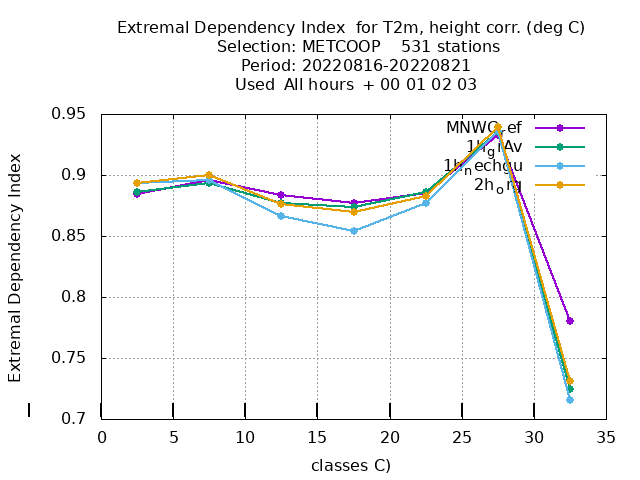 Extremal Dependency Index for T2m, height corr. (deg C)
Selection: METCOOP 531 stations
Period: 20220816-20220821
Used All hours + 00 01 02 03
Extremal Dependency Index
0.95
0.9
0.85
0.8
0.75
0.7
0 5 10 15 20 25 30 35
classes C)